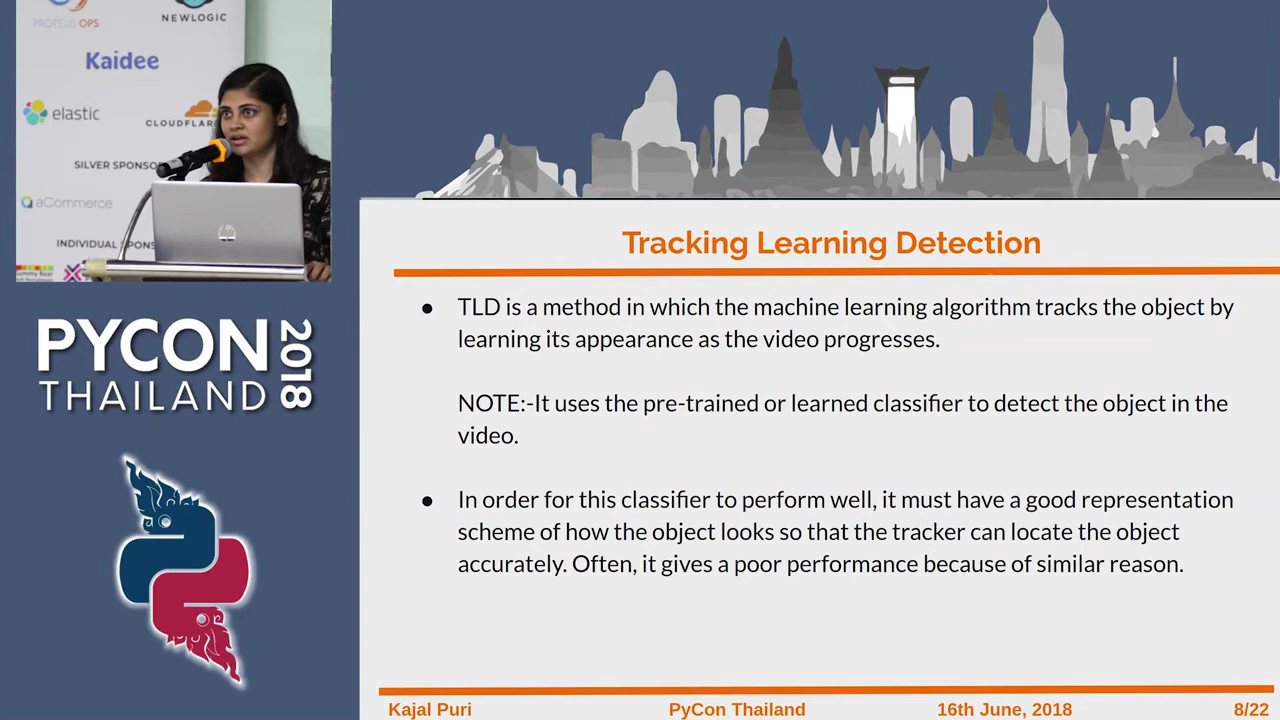 PROTEUS OPS
NEWLOGIC
Kaidee
elastic
CLOUDFLAR
SILVER SPONSO
aCommerce
INDIVIDUAL SPONS
hp
PYCON
THAILAND
2018
Tracking Learning Detection
● TLD is a method in which the machine learning algorithm tracks the object by
learning its appearance as the video progresses.
NOTE:-It uses the pre-trained or learned classifier to detect the object in the
video.
● In order for this classifier to perform well, it must have a good representation
scheme of how the object looks so that the tracker can locate the object
accurately. Often, it gives a poor performance because of similar reason.
Kajal Puri
PyCon Thailand
16th June, 2018
8/22